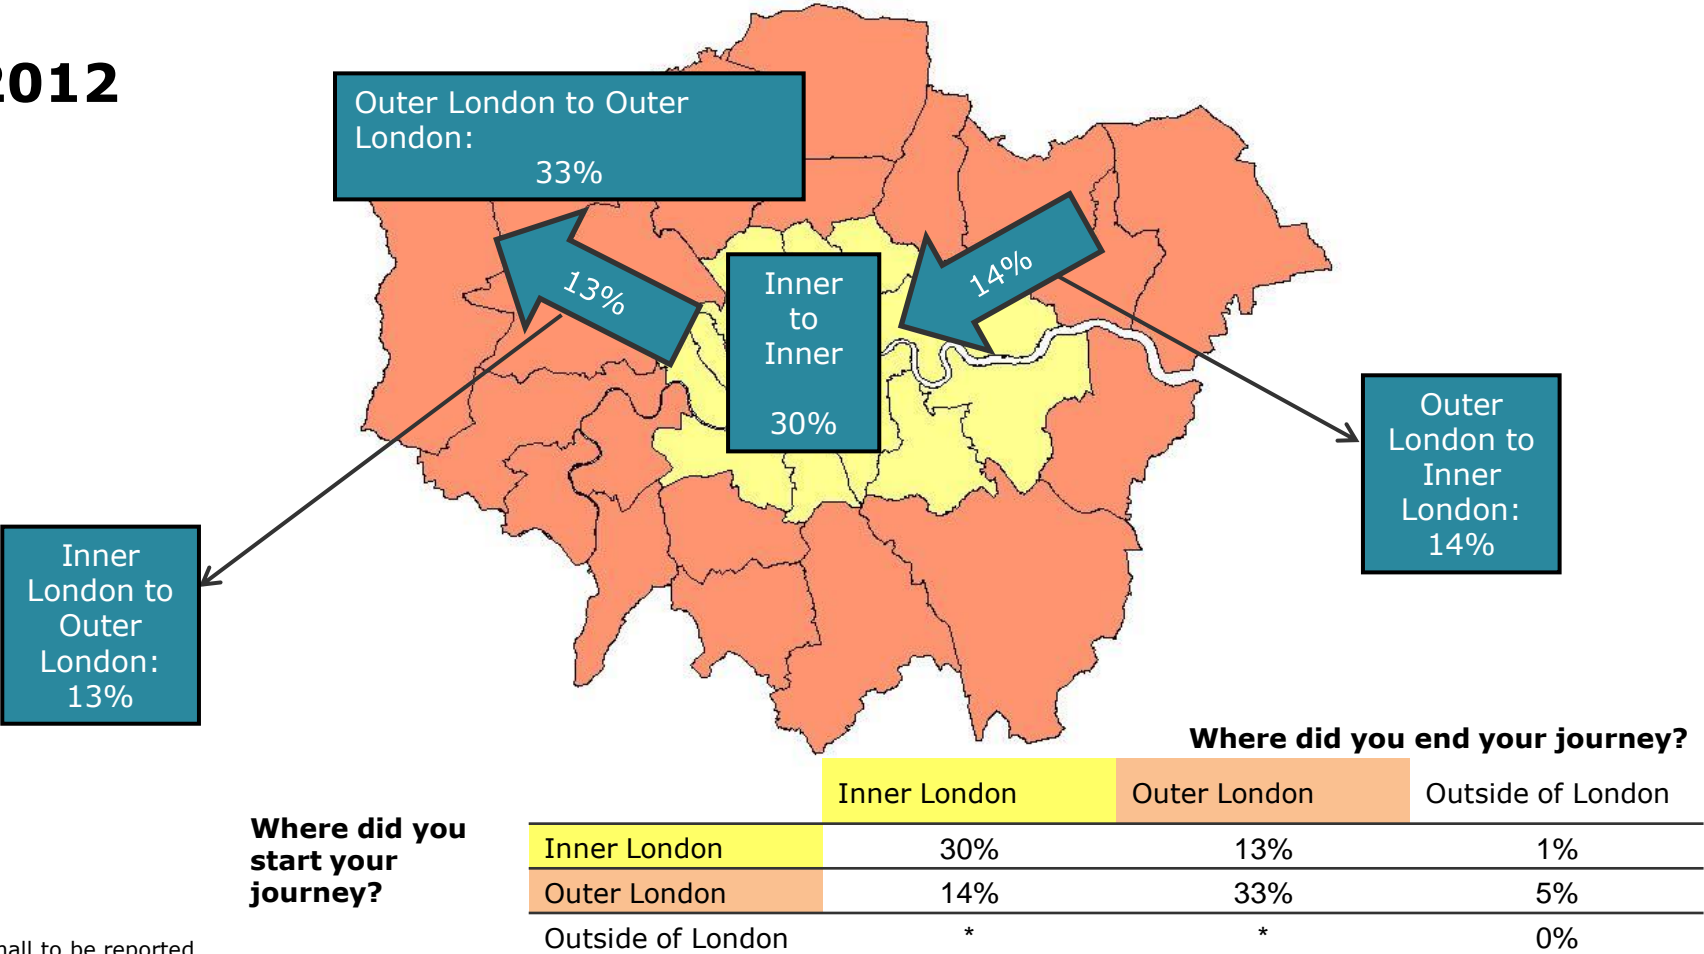 2012
Outer London to Outer
London:
33%
13%
14%
Inner
to
Inner
30%
Outer
London to
Inner
London:
14%
Inner
London to
Outer
London:
13%
Where did you end your journey?
Inner London Outer London Outside of London
Where did you
start your
journey?
Inner London 30% 13% 1%
Outer London 14% 33% 5%
Outside of London * * 0%
to be reported